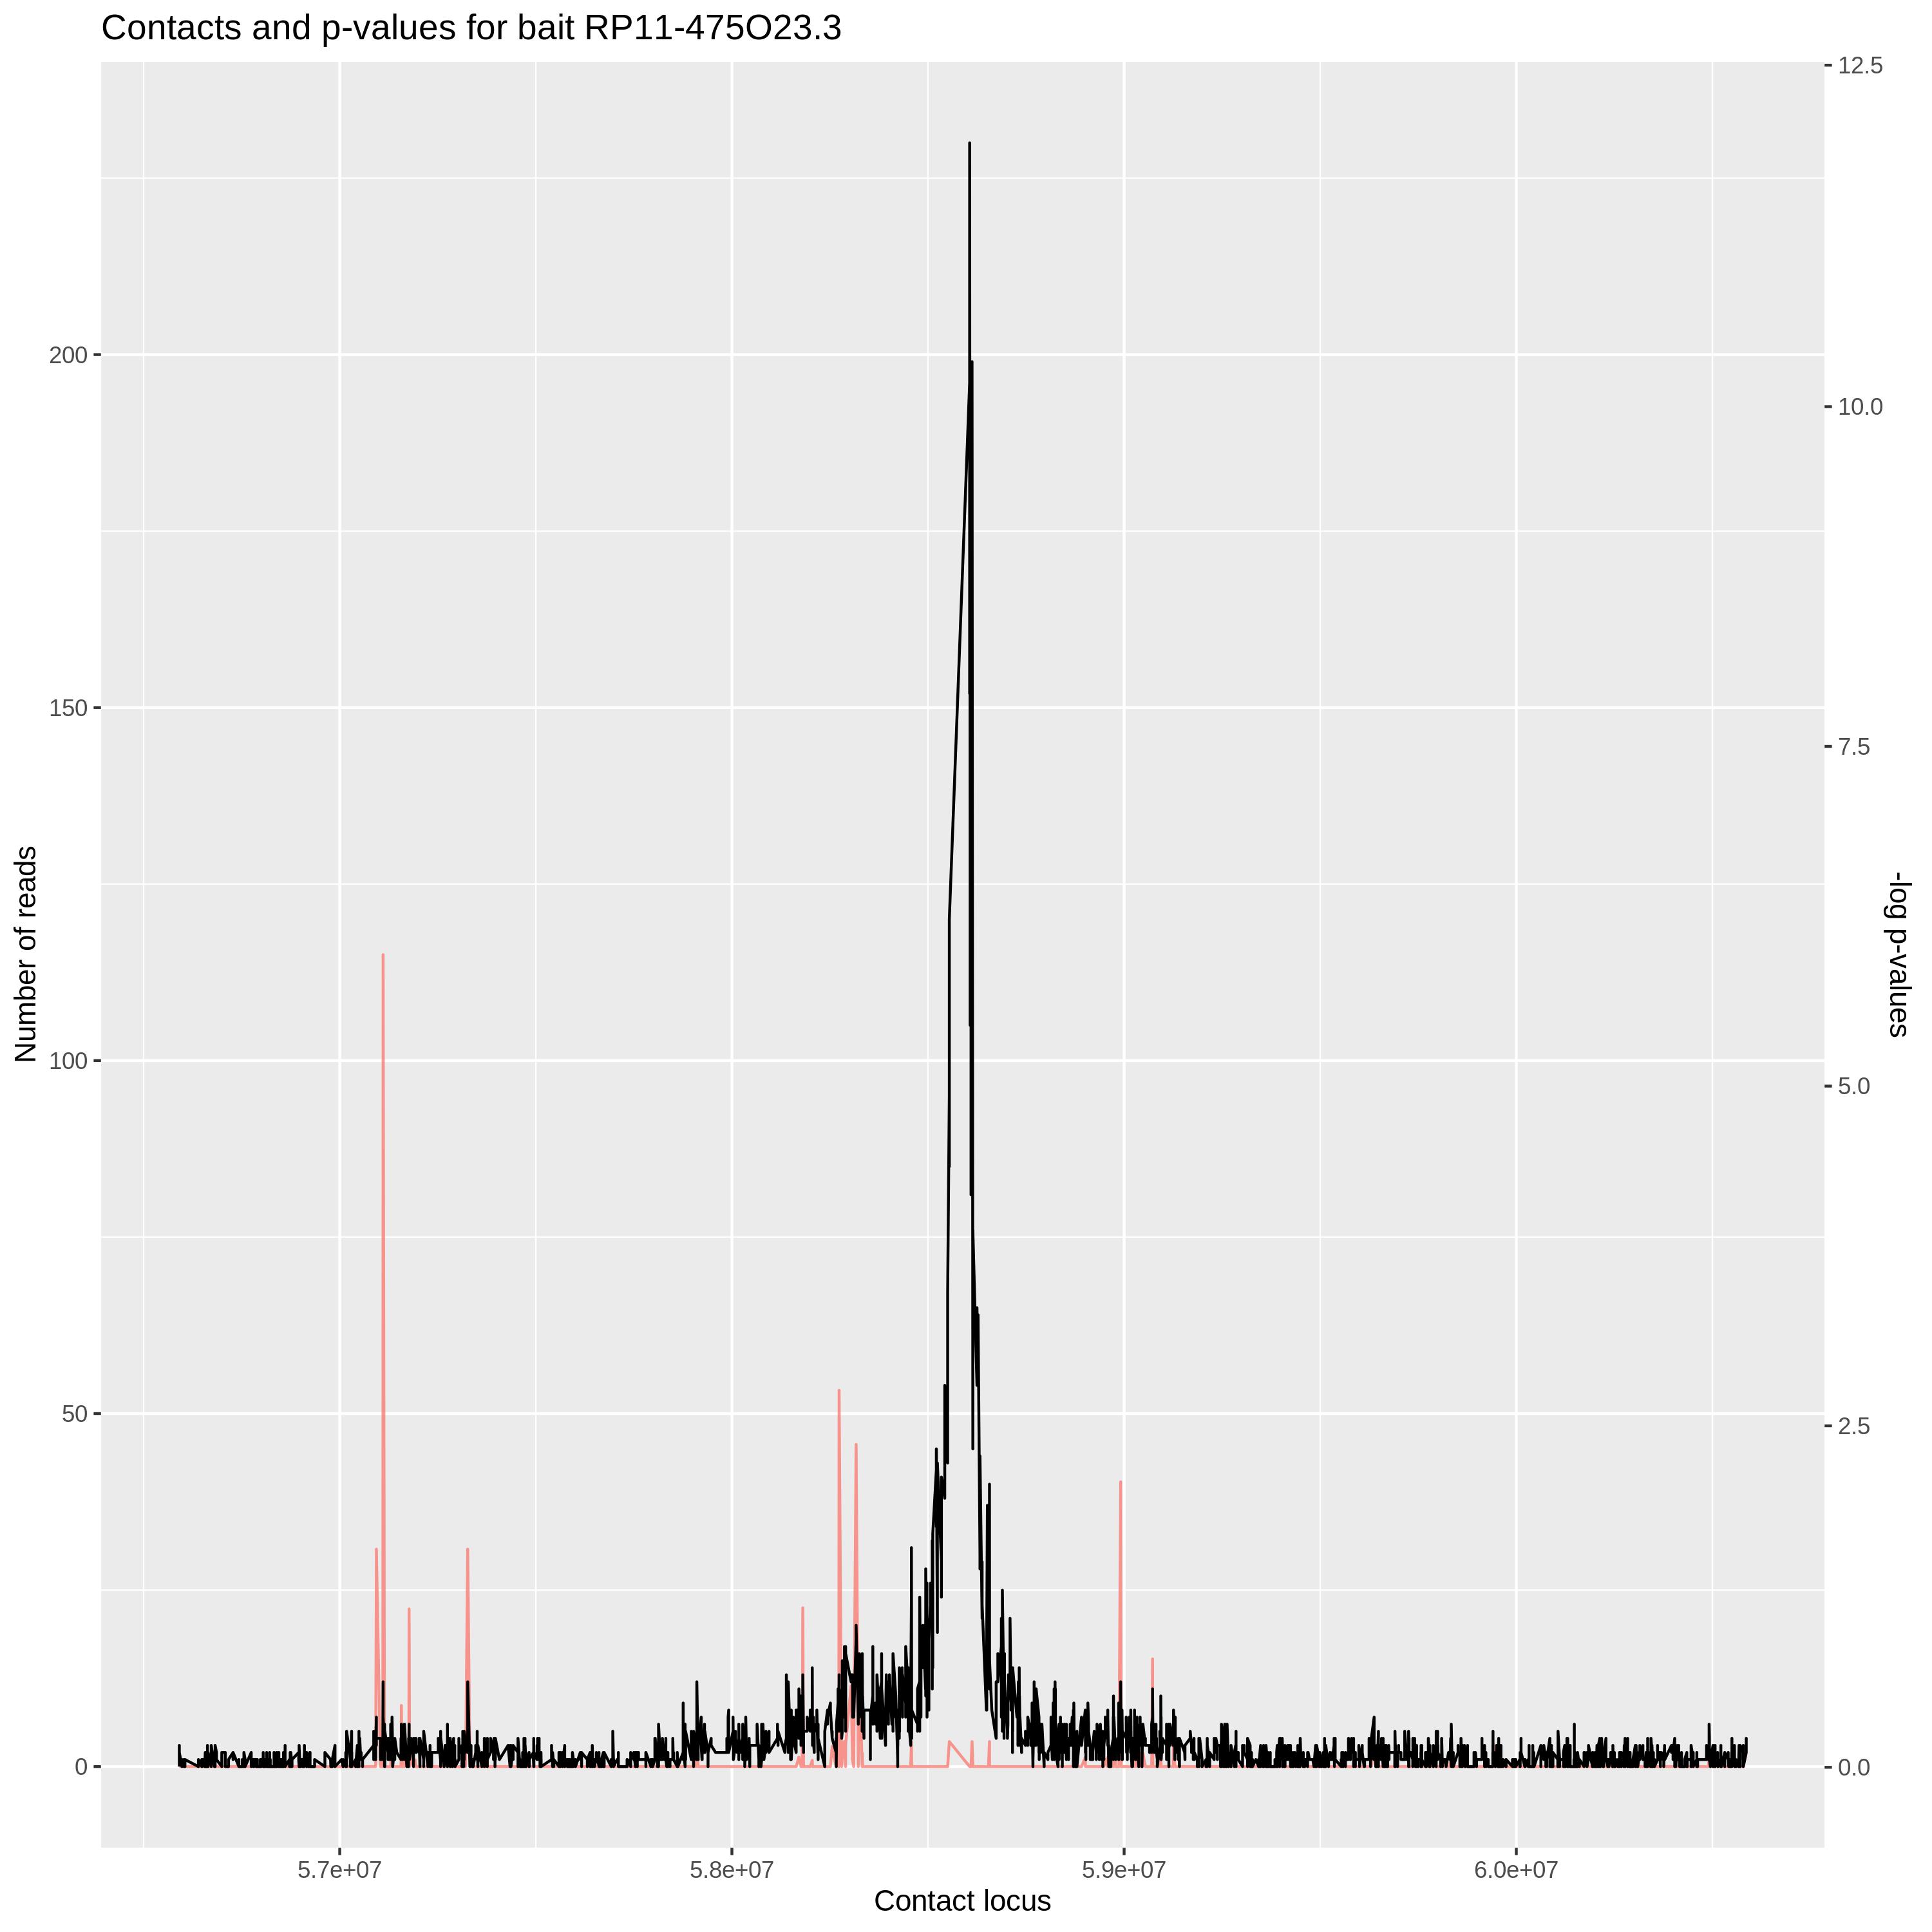 Contacts and p-values for bait RP11-475O23.3
12.5
10.0
7.5
5.0
2.5
0.0
200
150
100
50
0
Number of reads
-log p-values
5.7e+07
5.8e+07
5.9e+07
6.0e+07
Contact locus